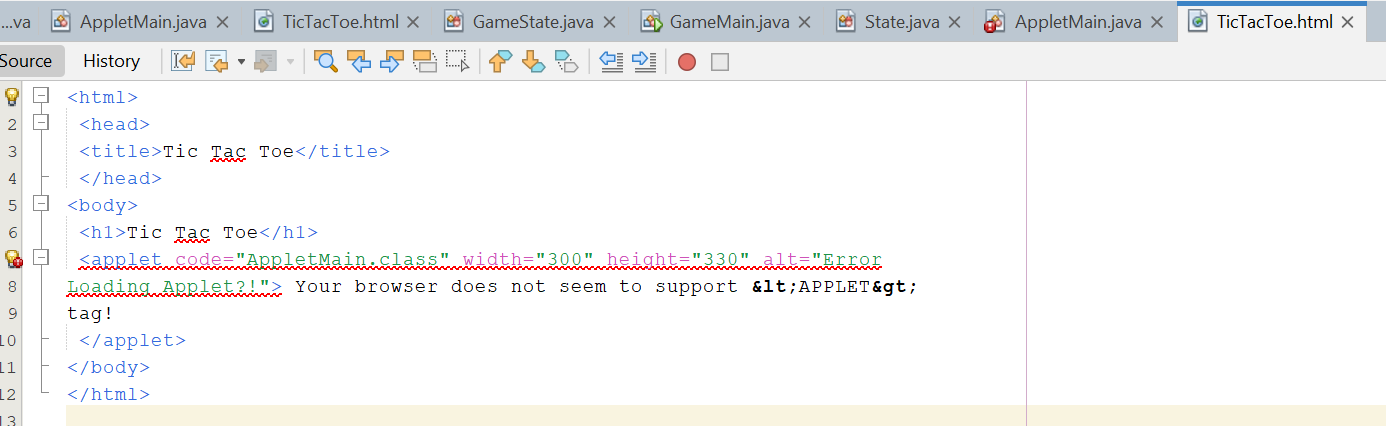 ...va AppletMain.java TicTacToe.html GameState.java GameMain.java State.java AppletMain.java TicTacToe.html
Source History
<html>
2 <head>
3 <title>Tic Tac Toe</title>
4 </head>
5 <body>
6 <h1>Tic Tac Toe</h1>
<applet code="AppletMain.class" width="300" height="330" alt="Error
8 Loading Applet?!"> Your browser does not seem to support &lt;APPLET&gt;
9 tag!
10 </applet>
11 </body>
12 </html>
13